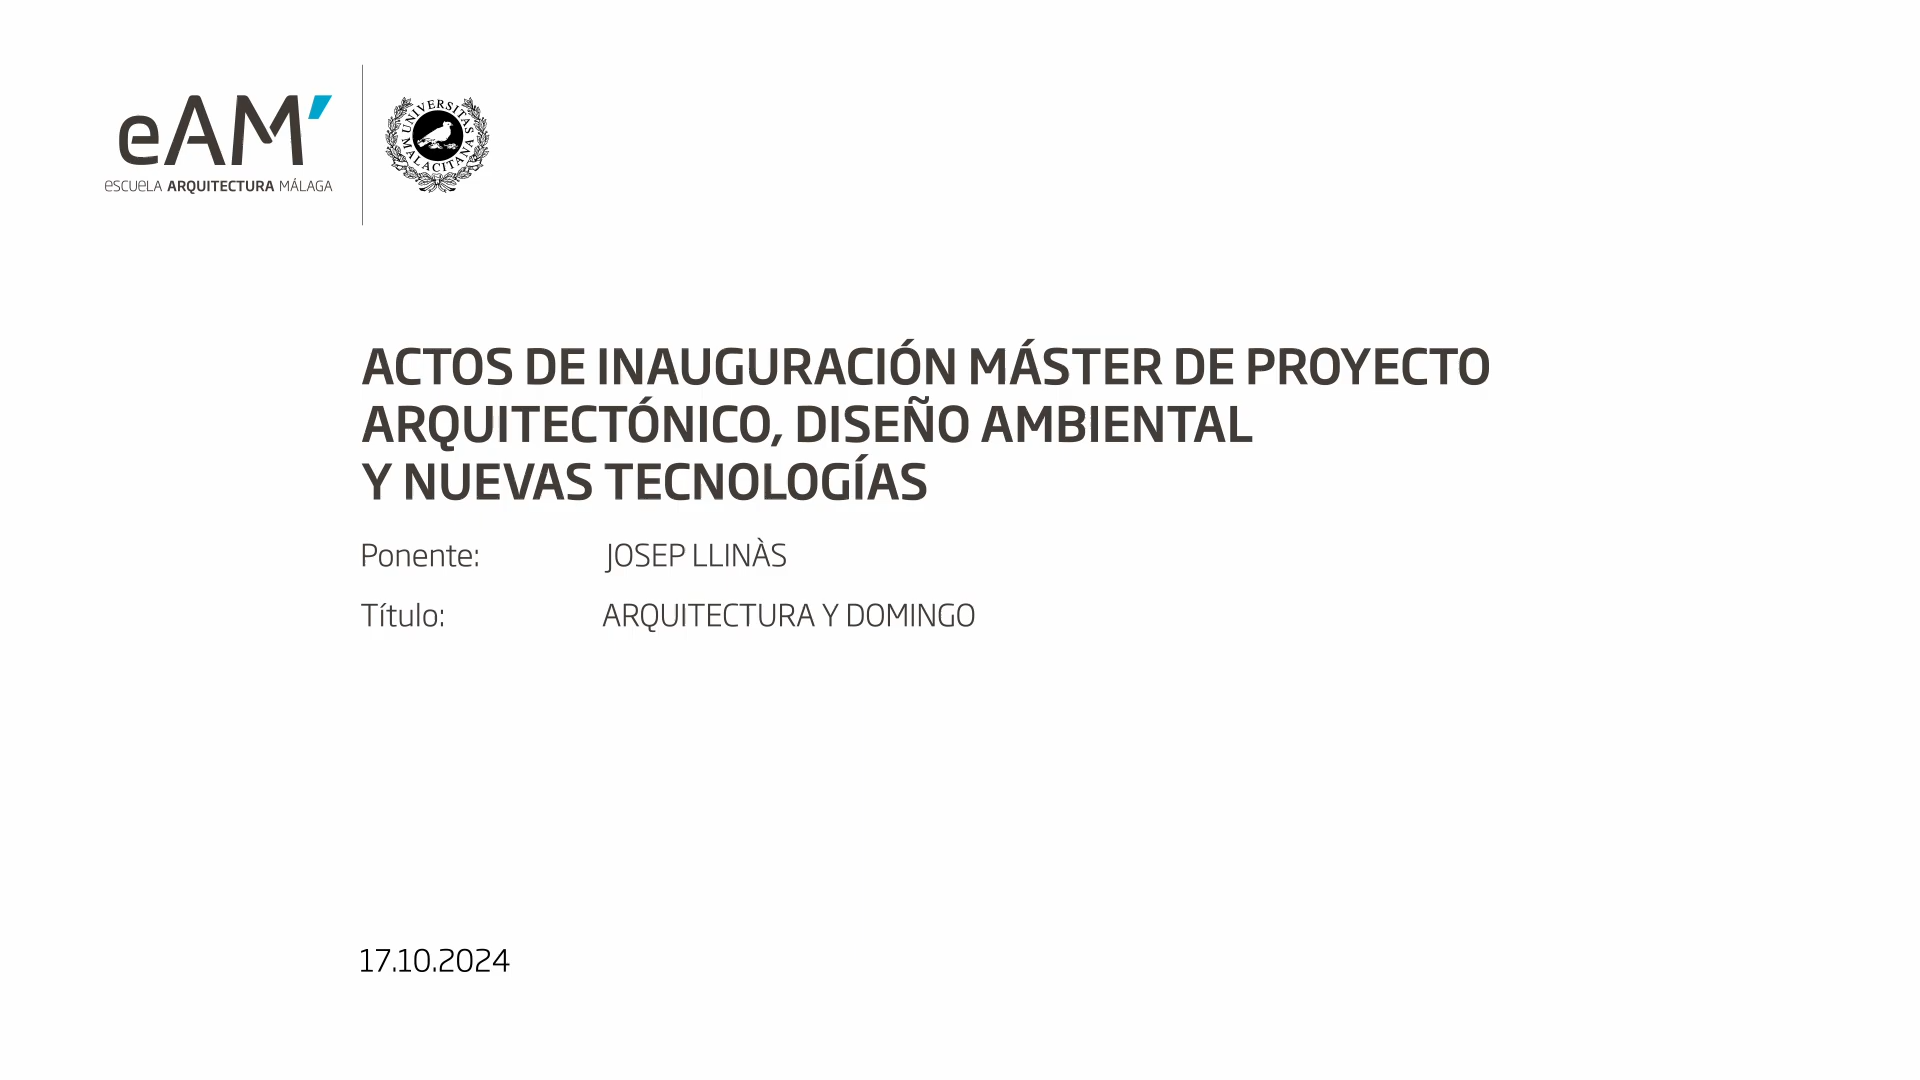 eAM'
ESCUELA ARQUITECTURA MÁLAGA
UNIVERSITAS
MALACITANA
ACTOS DE INAUGURACIÓN MÁSTER DE PROYECTO
ARQUITECTÓNICO, DISEÑO AMBIENTAL
Y NUEVAS TECNOLOGÍAS
Ponente: JOSEP LLINÀS
Título: ARQUITECTURA Y DOMINGO
17.10.2024